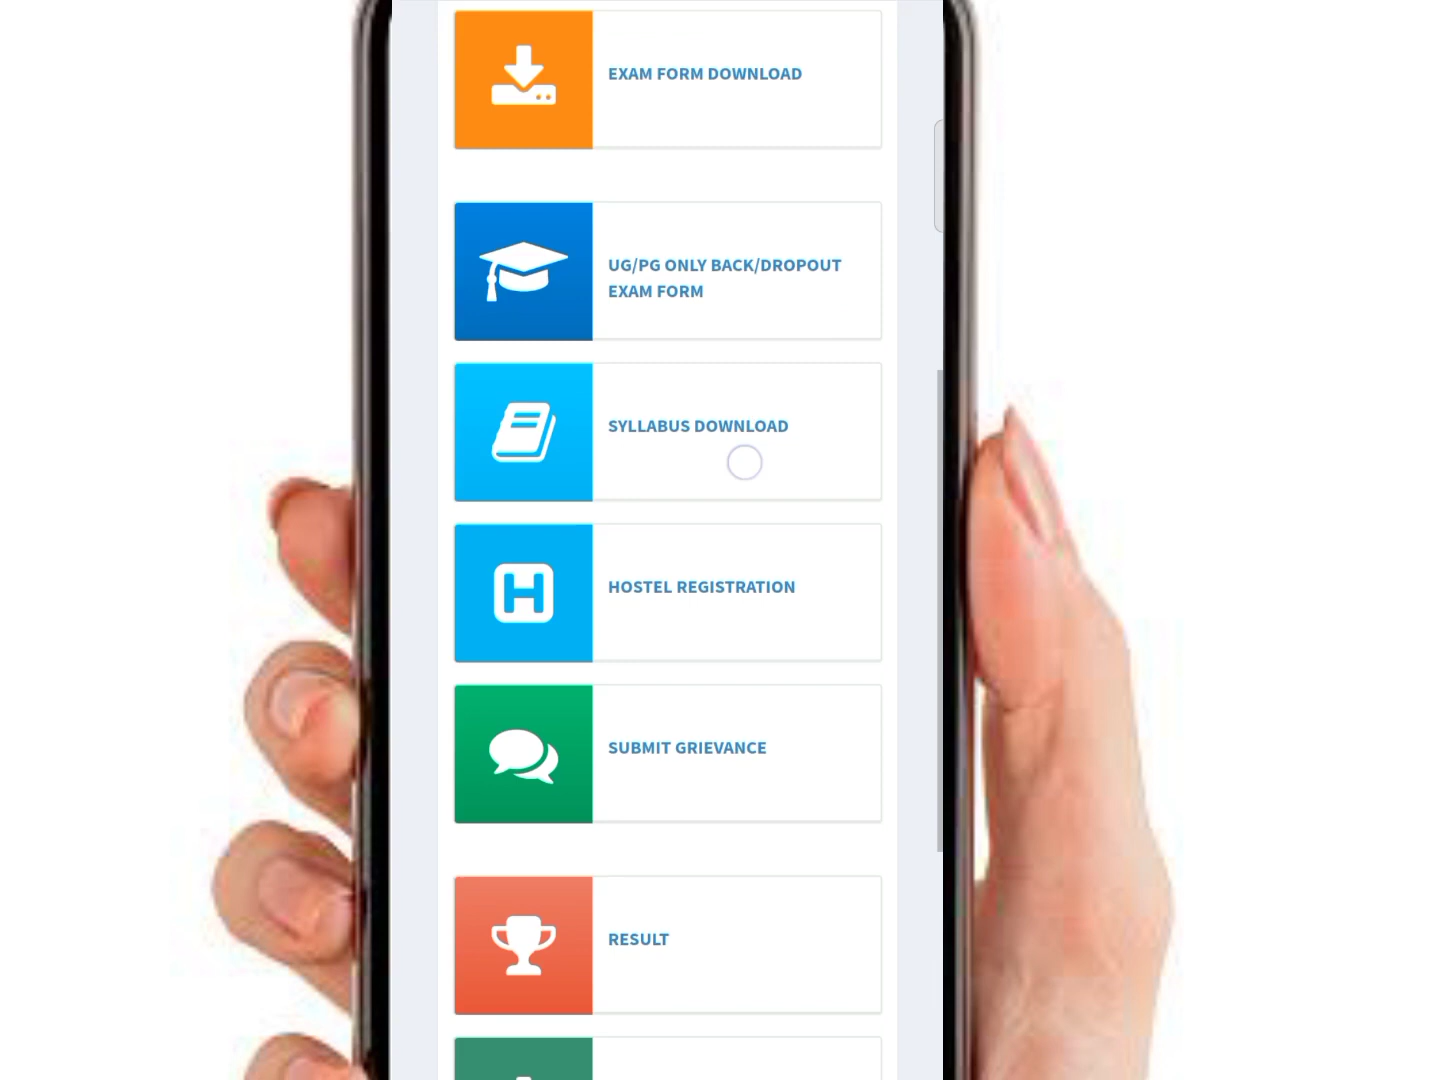 EXAM FORM DOWNLOAD
UG/PG ONLY BACK/DROPOUT
EXAM FORM
SYLLABUS DOWNLOAD
HOSTEL REGISTRATION
SUBMIT GRIEVANCE
RESULT